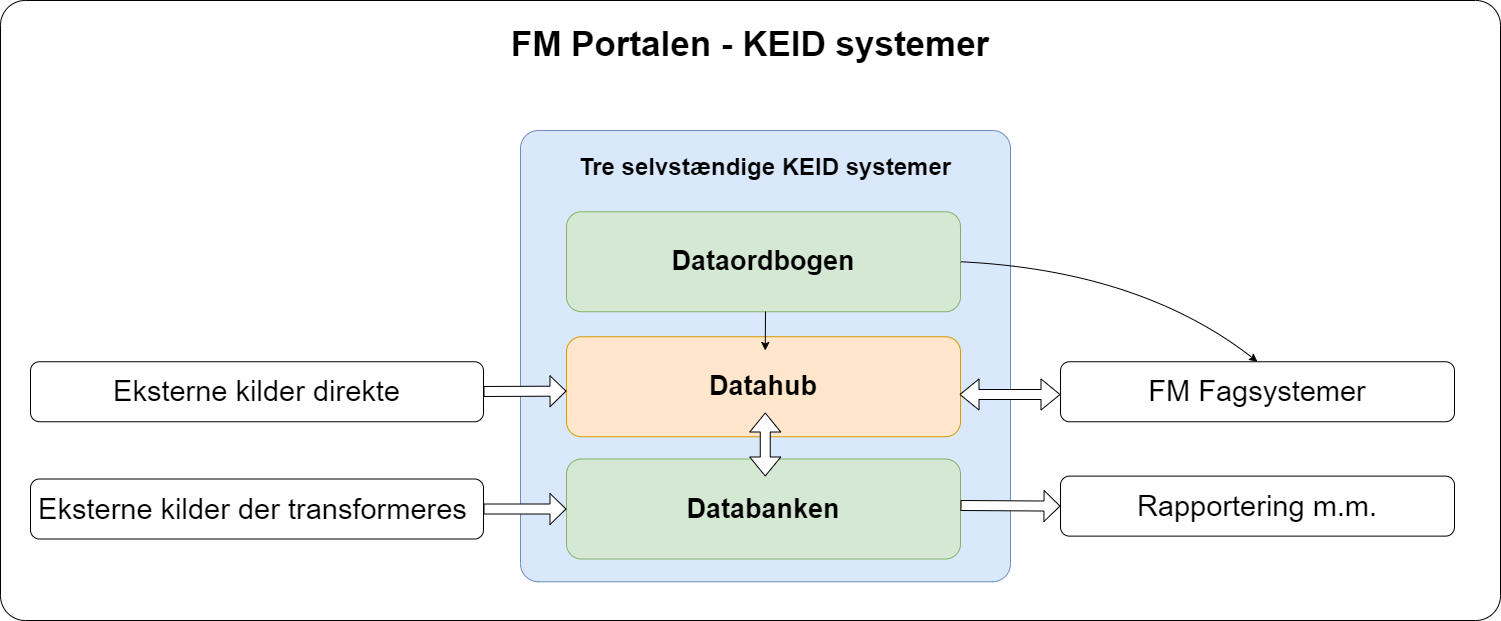 FM Portalen - KEID systemer
Tre selvstændige KEID systemer
Dataordbogen
Eksterne kilder direkte
Datahub
FM Fagsystemer
Eksterne kilder der transformeres
Databanken
Rapportering m.m.